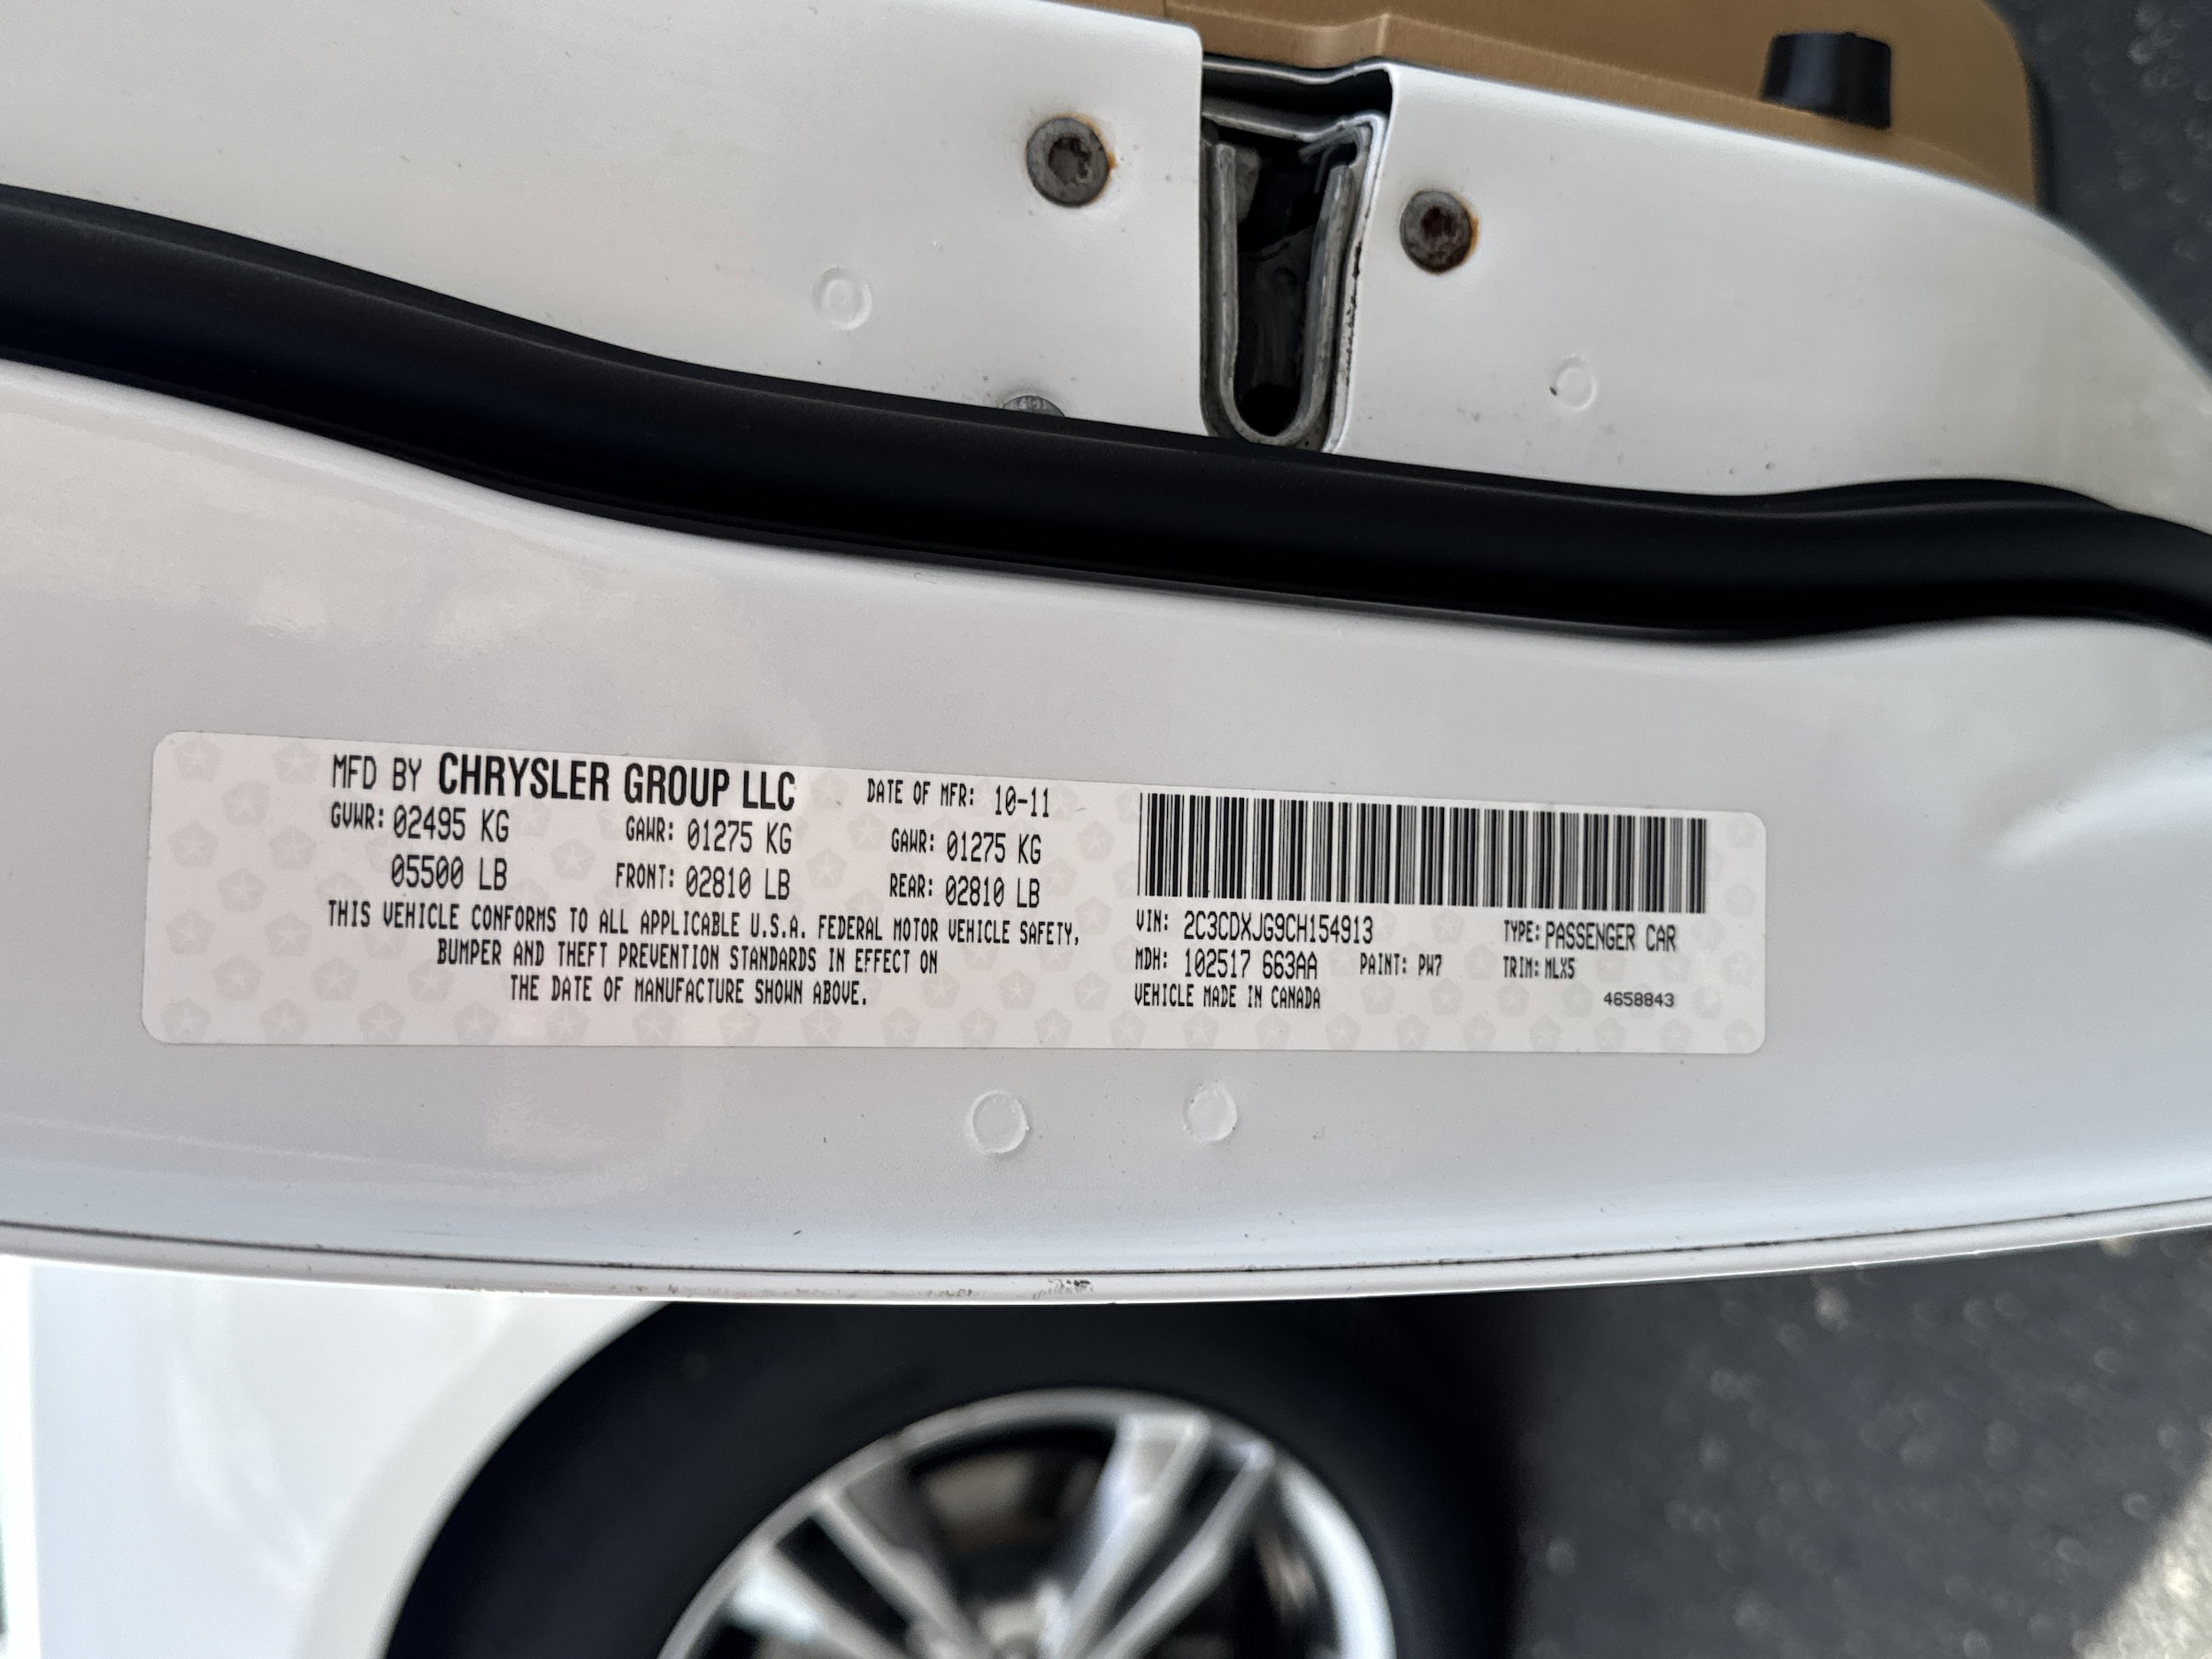 MFD BY CHRYSLER GROUP LLC DATE OF MFR: 10-11
GVWR: 02495 KG GAWR: 01275 KG GAWR: 01275 KG
05500 LB FRONT: 02810 LB REAR: 02810 LB
THIS VEHICLE CONFORMS TO ALL APPLICABLE U.S.A. FEDERAL MOTOR VEHICLE SAFETY,
BUMPER AND THEFT PREVENTION STANDARDS IN EFFECT ON
THE DATE OF MANUFACTURE SHOWN ABOVE.
VIN: 2C3CDXJG9CH154913 TYPE: PASSENGER CAR
MDH: 102517 663AA PAINT: PW7 TRIM: MLX5
VEHICLE MADE IN CANADA 4658843